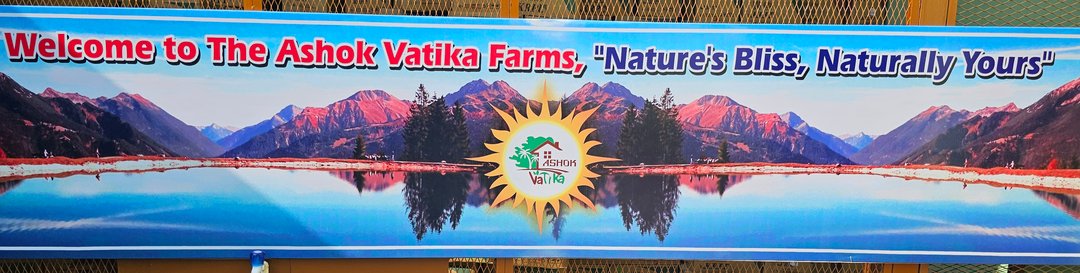 Welcome to The Ashok Vatika Farms, "Nature's Bliss, Naturally Yours"
ASHOK
VaTiKa